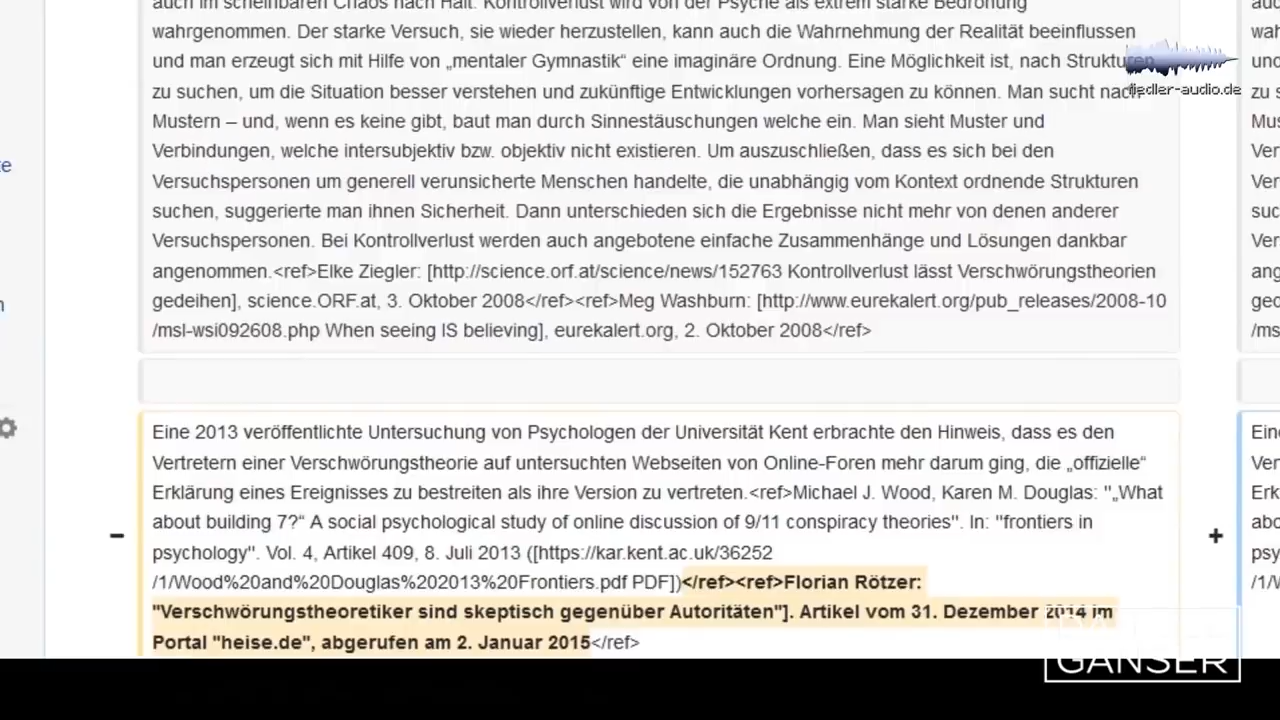 auch im scheinbaren Chaos nach Halt. Kontrollverlust wird von der Psyche als extrem starke Bedrohung
wahrgenommen. Der starke Versuch, sie wieder herzustellen, kann auch die Wahrnehmung der Realität beeinflussen
und man erzeugt sich mit Hilfe von „mentaler Gymnastik“ eine imaginäre Ordnung. Eine Möglichkeit ist, nach Strukturen
zu suchen, um die Situation besser verstehen und zukünftige Entwicklungen vorhersagen zu können. Man sucht nach
Mustern – und, wenn es keine gibt, baut man durch Sinnestäuschungen welche ein. Man sieht Muster und
Verbindungen, welche intersubjektiv bzw. objektiv nicht existieren. Um auszuschließen, dass es sich bei den
Versuchspersonen um generell verunsicherte Menschen handelte, die unabhängig vom Kontext ordnende Strukturen
suchen, suggerierte man ihnen Sicherheit. Dann unterschieden sich die Ergebnisse nicht mehr von denen anderer
Versuchspersonen. Bei Kontrollverlust werden auch angebotene einfache Zusammenhänge und Lösungen dankbar
angenommen.<ref>Elke Ziegler: [http://science.orf.at/science/news/152763 Kontrollverlust lässt Verschwörungstheorien
gedeihen], science.ORF.at, 3. Oktober 2008</ref><ref>Meg Washburn: [http://www.eurekalert.org/pub_releases/2008-10
/msl-wsi092608.php When seeing IS believing], eurekalert.org, 2. Oktober 2008</ref>
Eine 2013 veröffentlichte Untersuchung von Psychologen der Universität Kent erbrachte den Hinweis, dass es den
Vertretern einer Verschwörungstheorie auf untersuchten Webseiten von Online-Foren mehr darum ging, die „offizielle“
Erklärung eines Ereignisses zu bestreiten als ihre Version zu vertreten.<ref>Michael J. Wood, Karen M. Douglas: ''„What
about building 7?“ A social psychological study of online discussion of 9/11 conspiracy theories''. In: ''frontiers in
psychology''. Vol. 4, Artikel 409, 8. Juli 2013 ([https://kar.kent.ac.uk/36252
/1/Wood%20and%20Douglas%202013%20Frontiers.pdf PDF])</ref><ref>Florian Rötzer:
"Verschwörungstheoretiker sind skeptisch gegenüber Autoritäten"]. Artikel vom 31. Dezember 2014 im
Portal "heise.de", abgerufen am 2. Januar 2015</ref>
fiedler-audio.de
GANSER